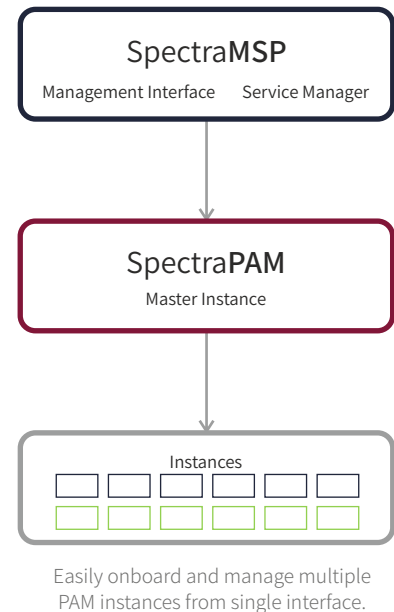 SpectraMSP
Management Interface Service Manager
SpectraPAM
Master Instance
Instances
Easily onboard and manage multiple
PAM instances from single interface.